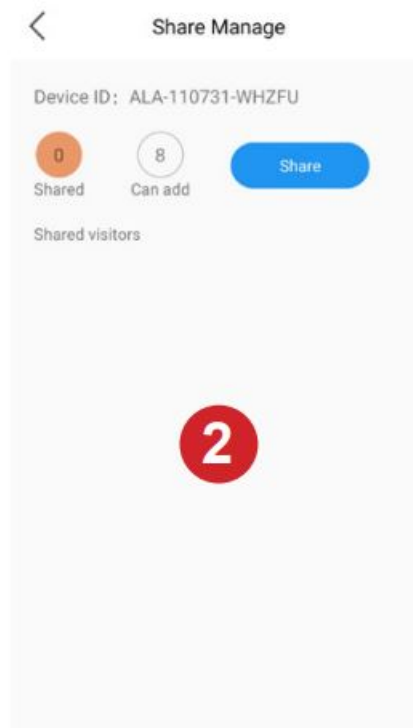 Share Manage
Device ID: ALA-110731-WHZFU
0 8 Share
Shared Can add
Shared visitors
2